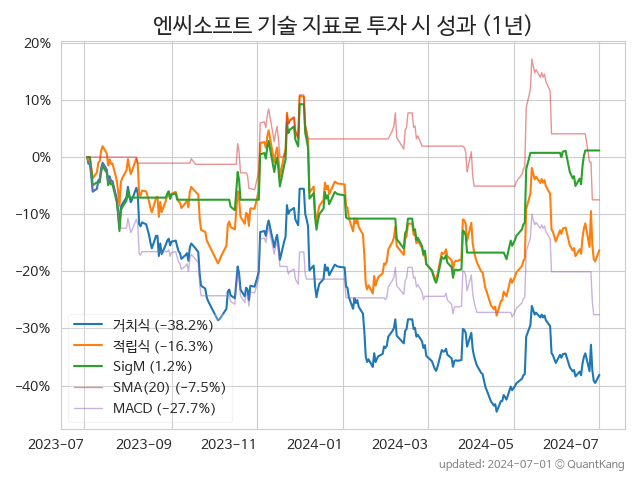 엔씨소프트 기술 지표로 투자 시 성과 (1년)
20%
10%
0%
−10%
−20%
−30%
−40%
거치식 (−38.2%)
적립식 (−16.3%)
SigM (1.2%)
SMA(20) (−7.5%)
MACD (−27.7%)
2023-07 2023-09 2023-11 2024-01 2024-03 2024-05 2024-07
updated: 2024-07-01 © QuantKang